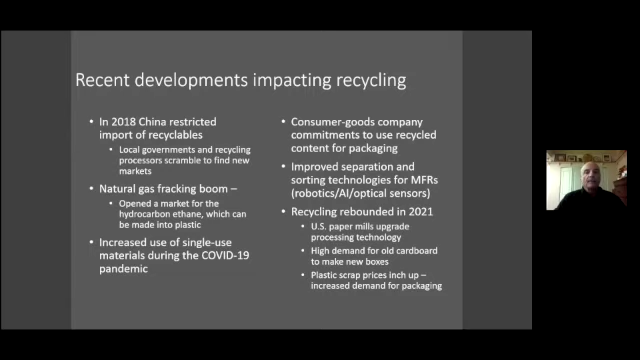 Recent developments impacting recycling
• In 2018 China restricted
import of recyclables
• Local governments and recycling
processors scramble to find new
markets
• Natural gas fracking boom –
• Opened a market for the
hydrocarbon ethane, which can
be made into plastic
• Increased use of single-use
materials during the COVID-19
pandemic
• Consumer-goods company
commitments to use recycled
content for packaging
• Improved separation and
sorting technologies for MFRs
(robotics/AI/optical sensors)
• Recycling rebounded in 2021
• U.S. paper mills upgrade
processing technology
• High demand for old cardboard
to make new boxes
• Plastic scrap prices inch up –
increased demand for packaging